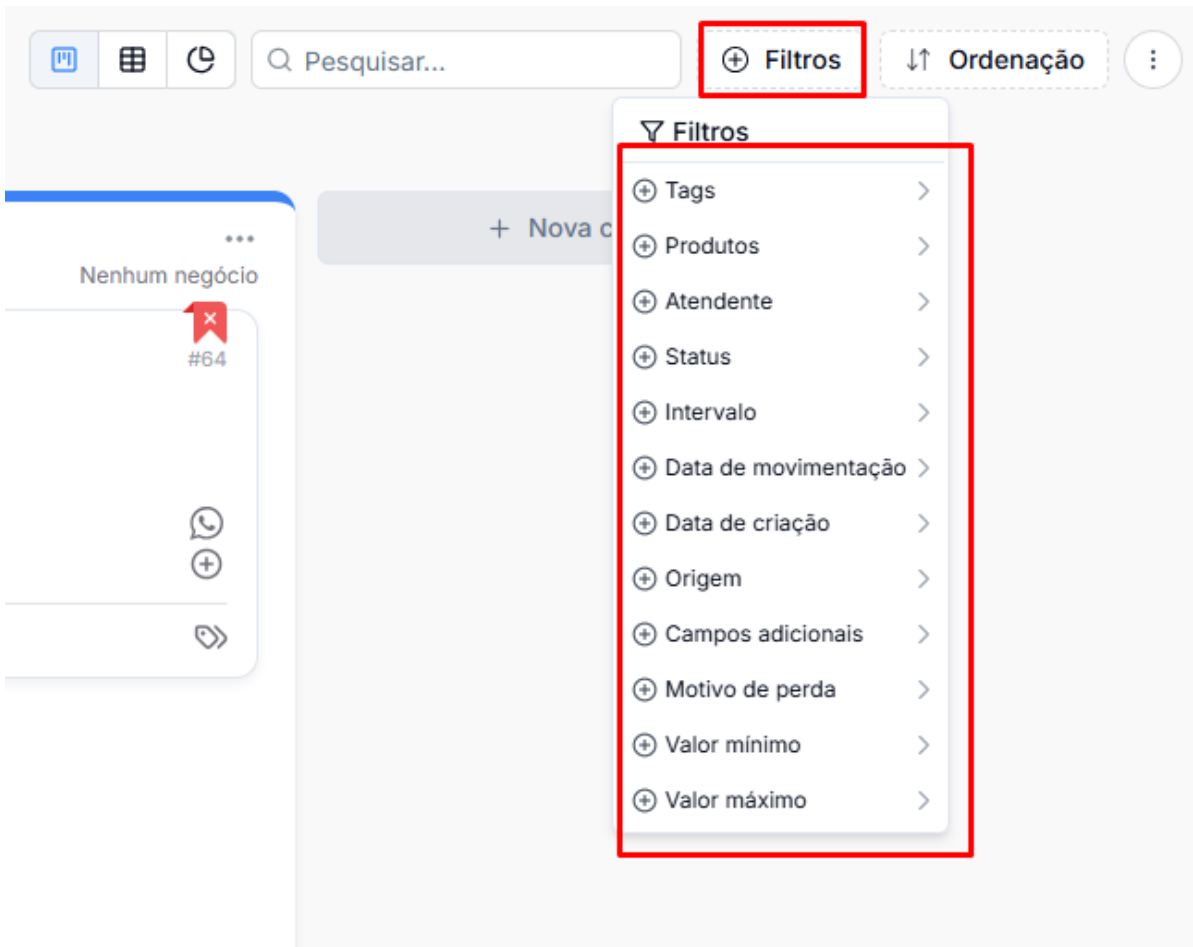 Pesquisar...
Filtros
Ordenação
Filtros
Tags
Produtos
Atendente
Status
Intervalo
Data de movimentação
Data de criação
Origem
Campos adicionais
Motivo de perda
Valor mínimo
Valor máximo
+ Nova c
Nenhum negócio
#64